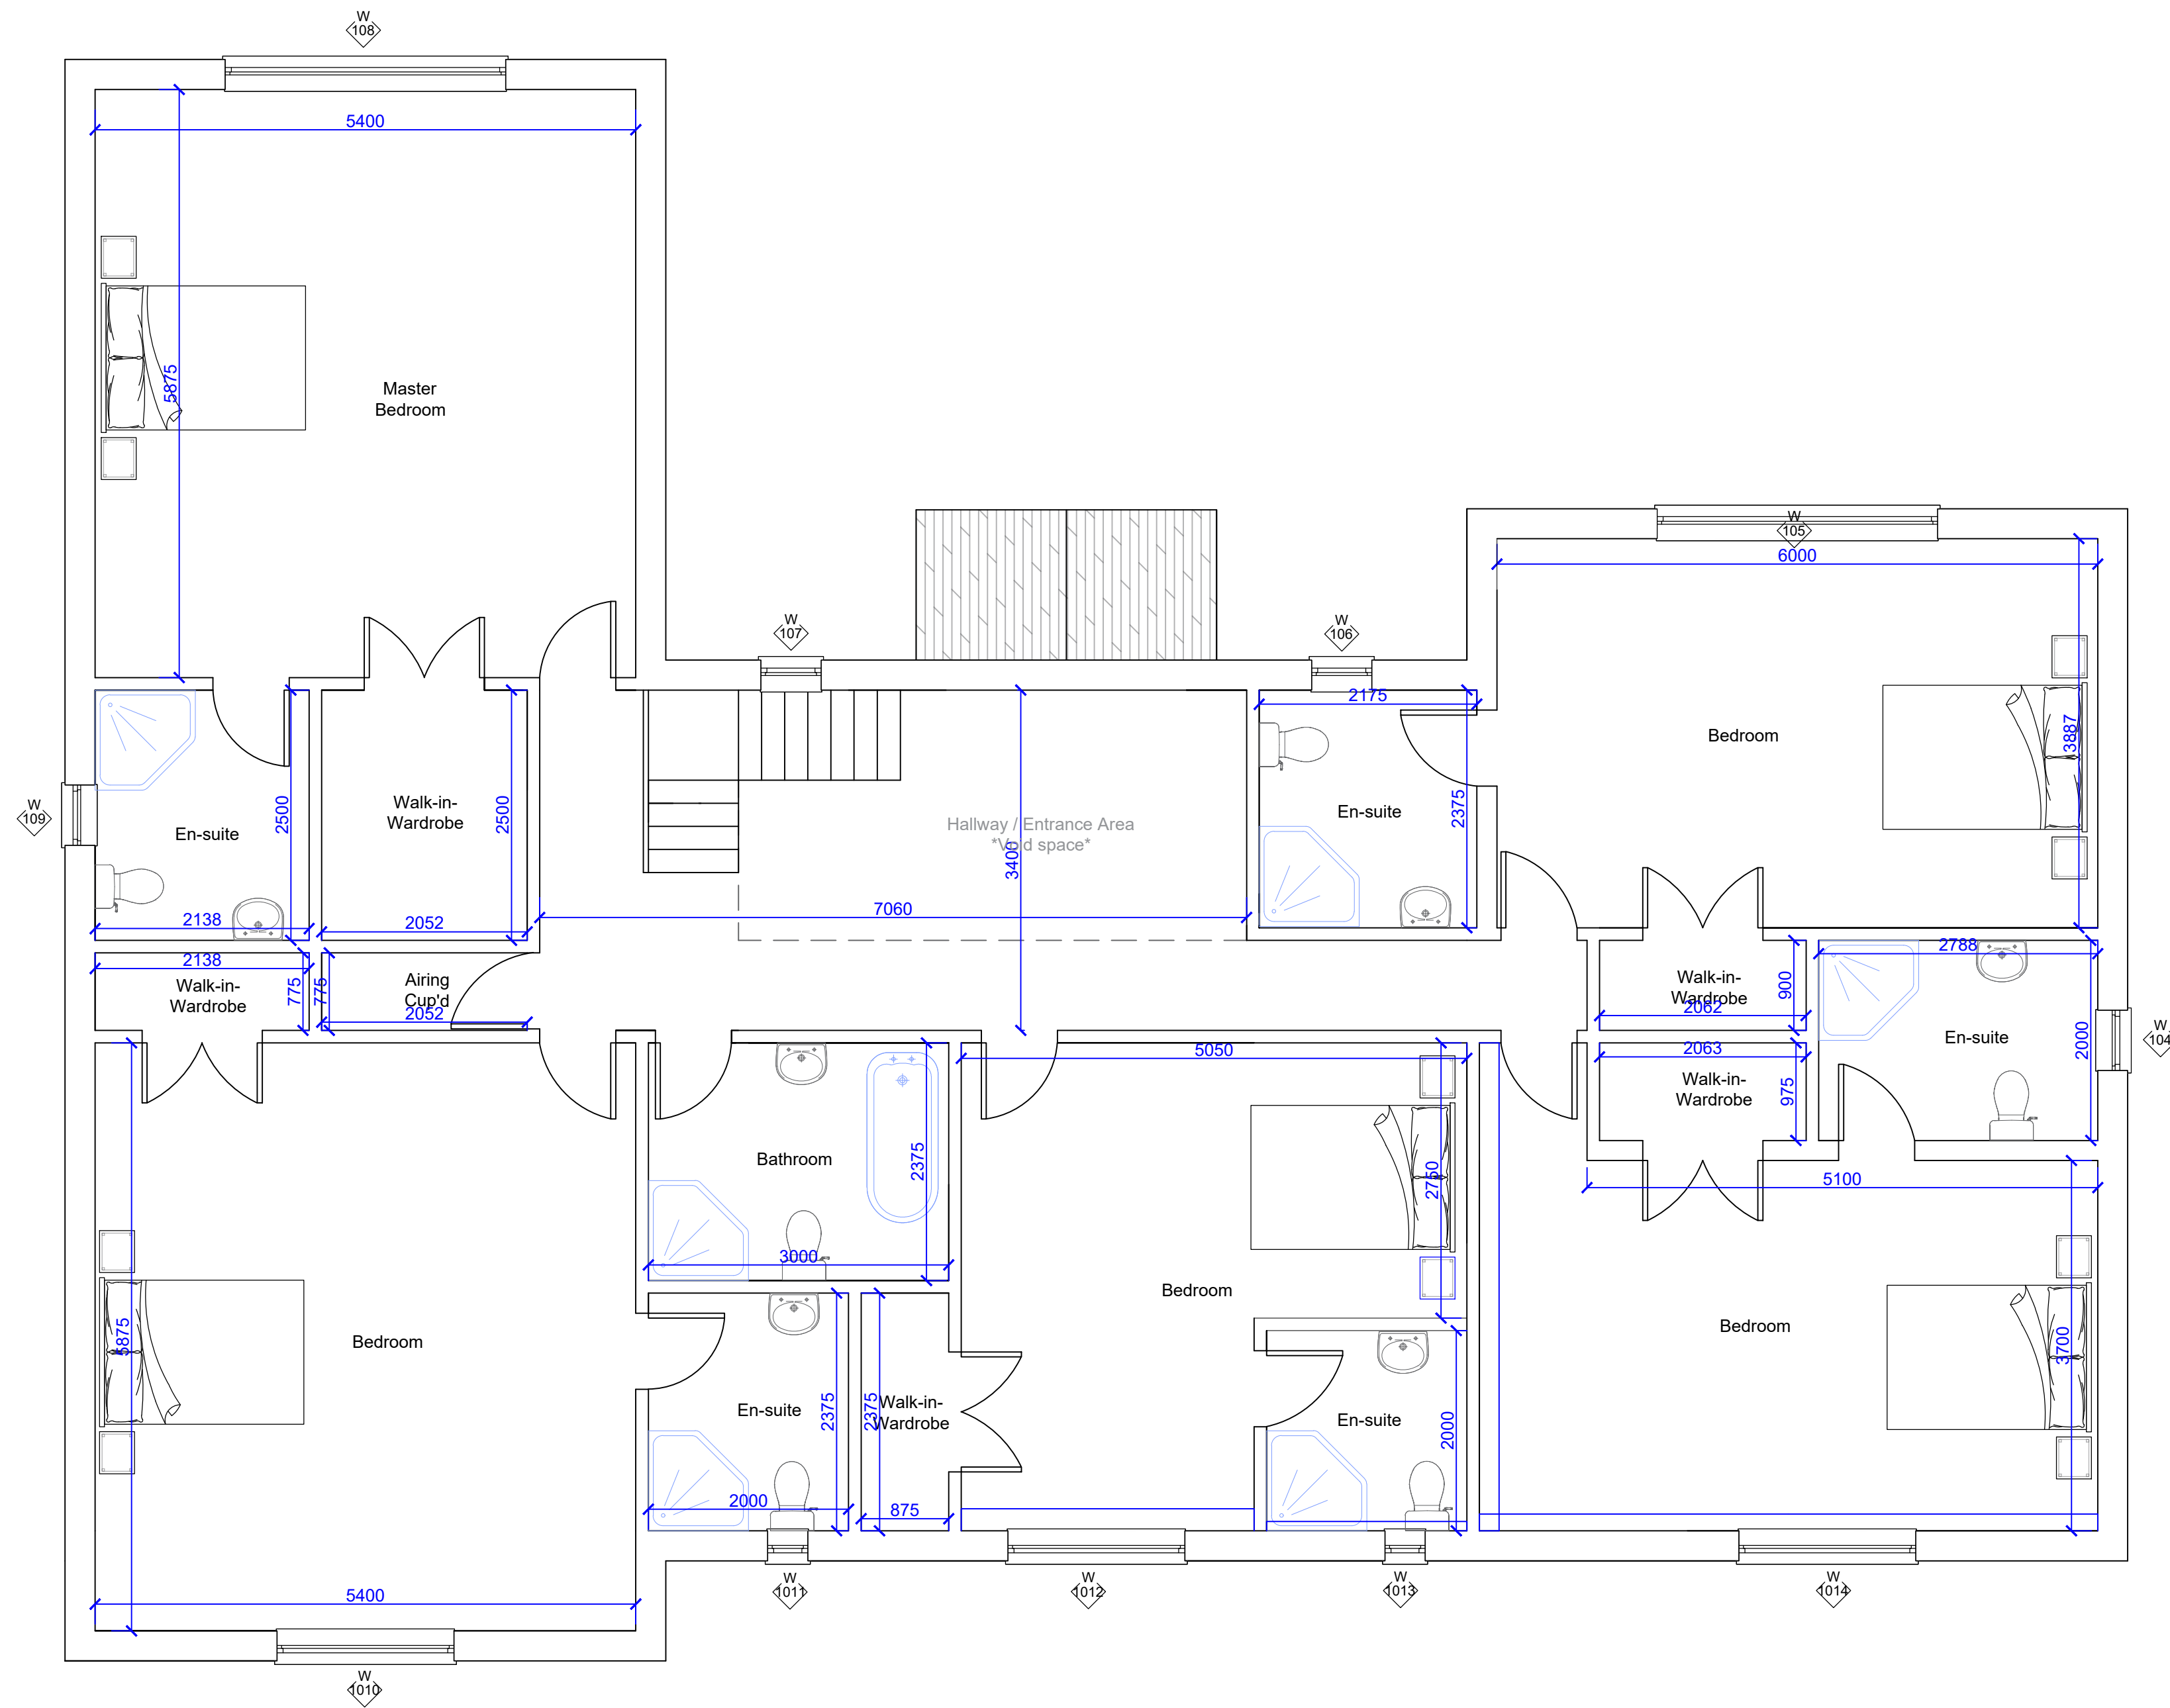 W
108
5400
5875
Master
Bedroom
W
107
W
106
W
105
6000
2175
3887
Bedroom
W
109
2500
En-suite
2138
Walk-in-
Wardrobe
2500
2052
Hallway / Entrance Area
*Void space*
3400
7060
En-suite
2375
2138
Walk-in-
Wardrobe
775
775
Airing
Cup'd
2052
Walk-in-
Wardrobe
900
2062
2788
En-suite
2000
W
104
2063
Walk-in-
Wardrobe
975
5050
Bathroom
2375
3000
2750
Bedroom
5100
Bedroom
3700
5875
Bedroom
5400
En-suite
2375
2000
2375
Walk-in-
Wardrobe
875
En-suite
2000
W
1011
W
1012
W
1013
W
1014
W
1010